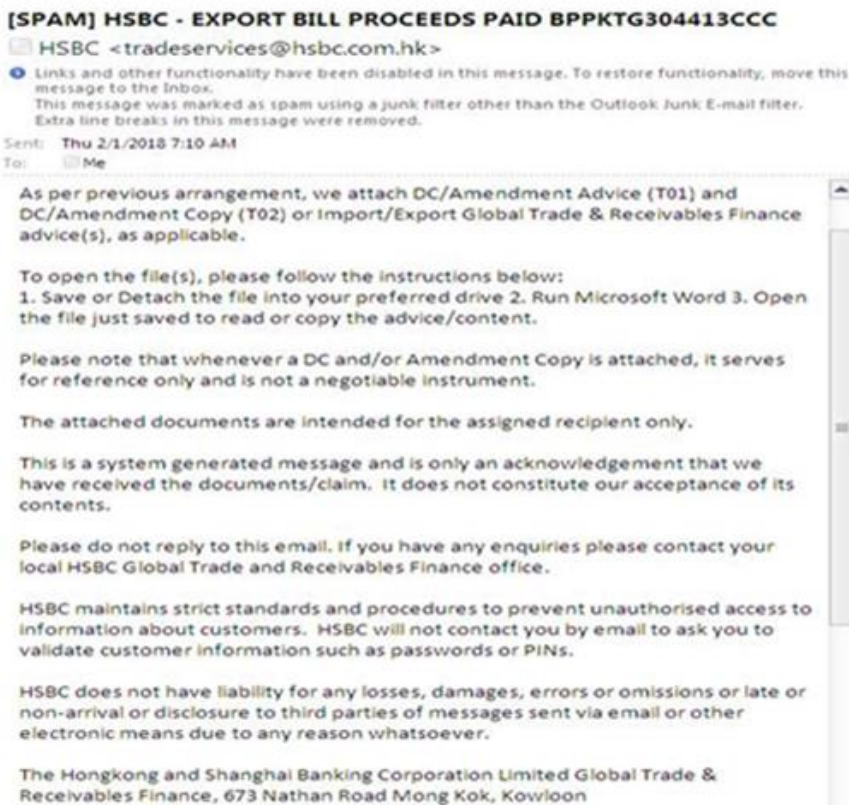 [SPAM] HSBC - EXPORT BILL PROCEEDS PAID BPPKTG304413CCC
HSBC <tradeservices@hsbc.com.hk>
Links and other functionality have been disabled in this message. To restore functionality, move this
message to the Inbox.
This message was marked as spam using a junk filter other than the Outlook Junk E-mail filter.
Extra line breaks in this message were removed.
Sent: Thu 2/1/2018 7:10 AM
To: Me
As per previous arrangement, we attach DC/Amendment Advice (T01) and
DC/Amendment Copy (T02) or Import/Export Global Trade & Receivables Finance
advice(s), as applicable.
To open the file(s), please follow the instructions below:
1. Save or Detach the file into your preferred drive 2. Run Microsoft Word 3. Open
the file just saved to read or copy the advice/content.
Please note that whenever a DC and/or Amendment Copy is attached, it serves
for reference only and is not a negotiable instrument.
The attached documents are intended for the assigned recipient only.
This is a system generated message and is only an acknowledgement that we
have received the documents/claim. It does not constitute our acceptance of its
contents.
Please do not reply to this email. If you have any enquiries please contact your
local HSBC Global Trade and Receivables Finance office.
HSBC maintains strict standards and procedures to prevent unauthorised access to
information about customers. HSBC will not contact you by email to ask you to
validate customer information such as passwords or PINs.
HSBC does not have liability for any losses, damages, errors or omissions or late or
non-arrival or disclosure to third parties of messages sent via email or other
electronic means due to any reason whatsoever.
The Hongkong and Shanghai Banking Corporation Limited Global Trade &
Receivables Finance, 673 Nathan Road Mong Kok, Kowloon